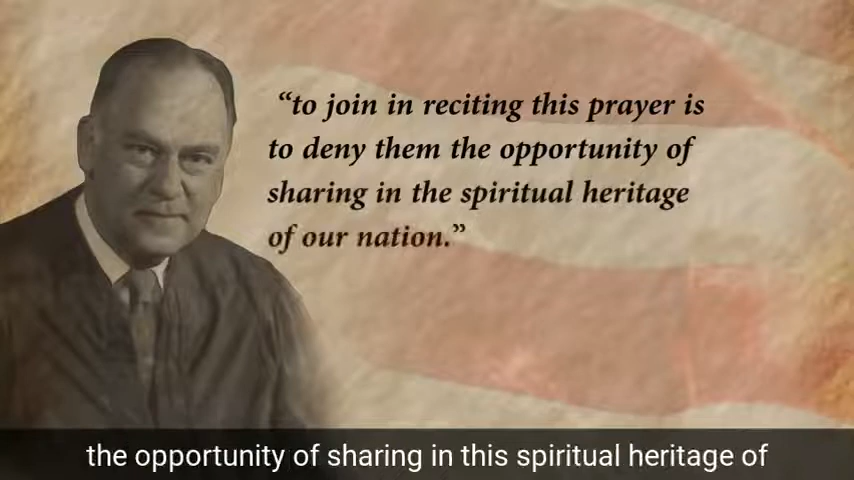 “to join in reciting this prayer is
to deny them the opportunity of
sharing in the spiritual heritage
of our nation.”
the opportunity of sharing in this spiritual heritage of